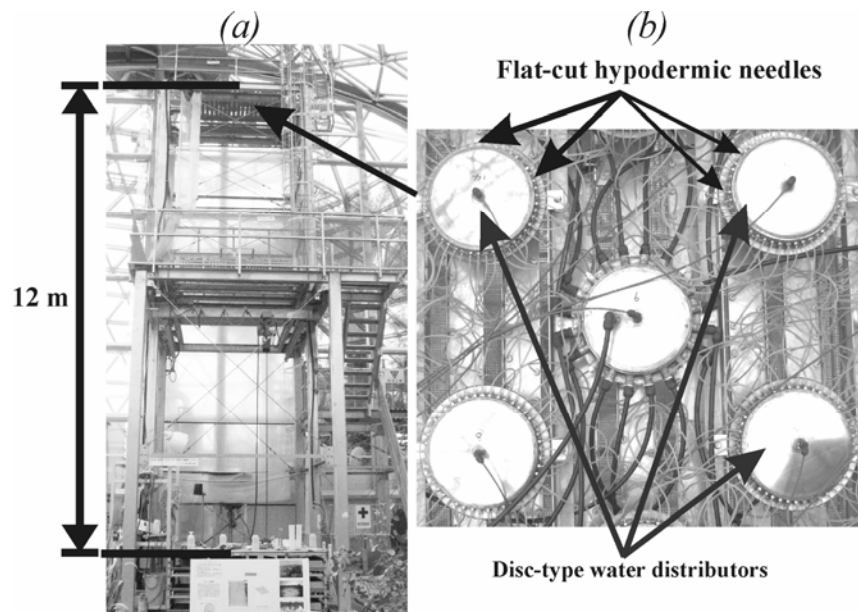 (a)
(b)
Flat-cut hypodermic needles
12 m
Disc-type water distributors